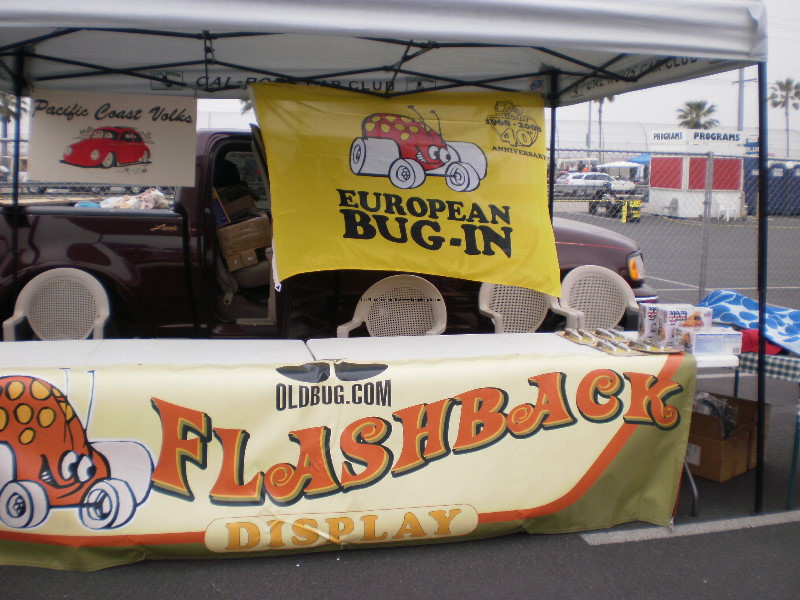 CAR CLUB
CAL-
CAR CLUB
Pacific Coast Volks
1968-2008
40
ANNIVERSARY
EUROPEAN
BUG-IN
PROGRAMS PROGRAMS
OLDBUG.COM
FLASHBACK
DISPLAY